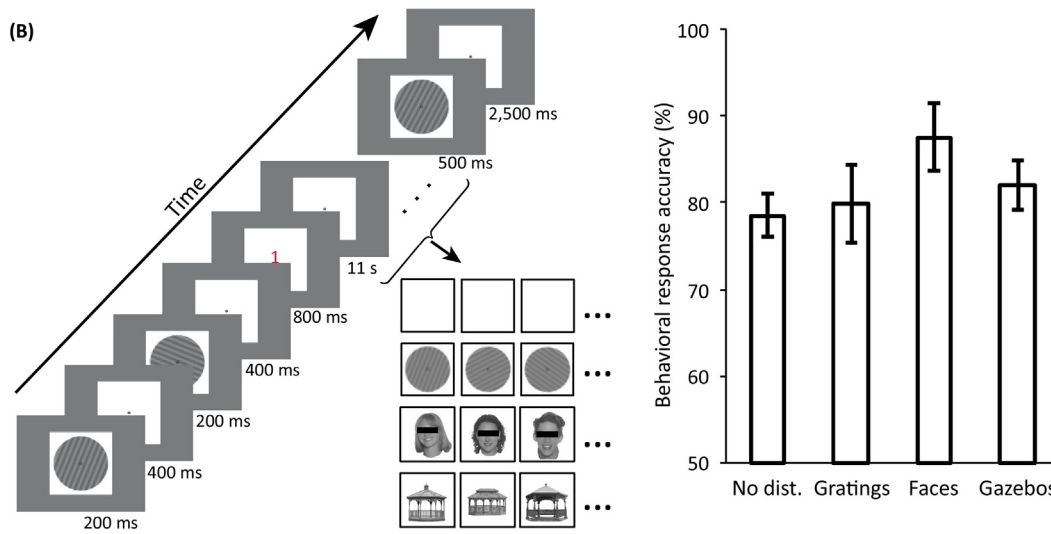 (B)
Time
200 ms
400 ms
200 ms
400 ms
1
800 ms
11 s
500 ms
2,500 ms
Behavioral response accuracy (%)
100
90
80
70
60
50
No dist.
Gratings
Faces
Gazebos